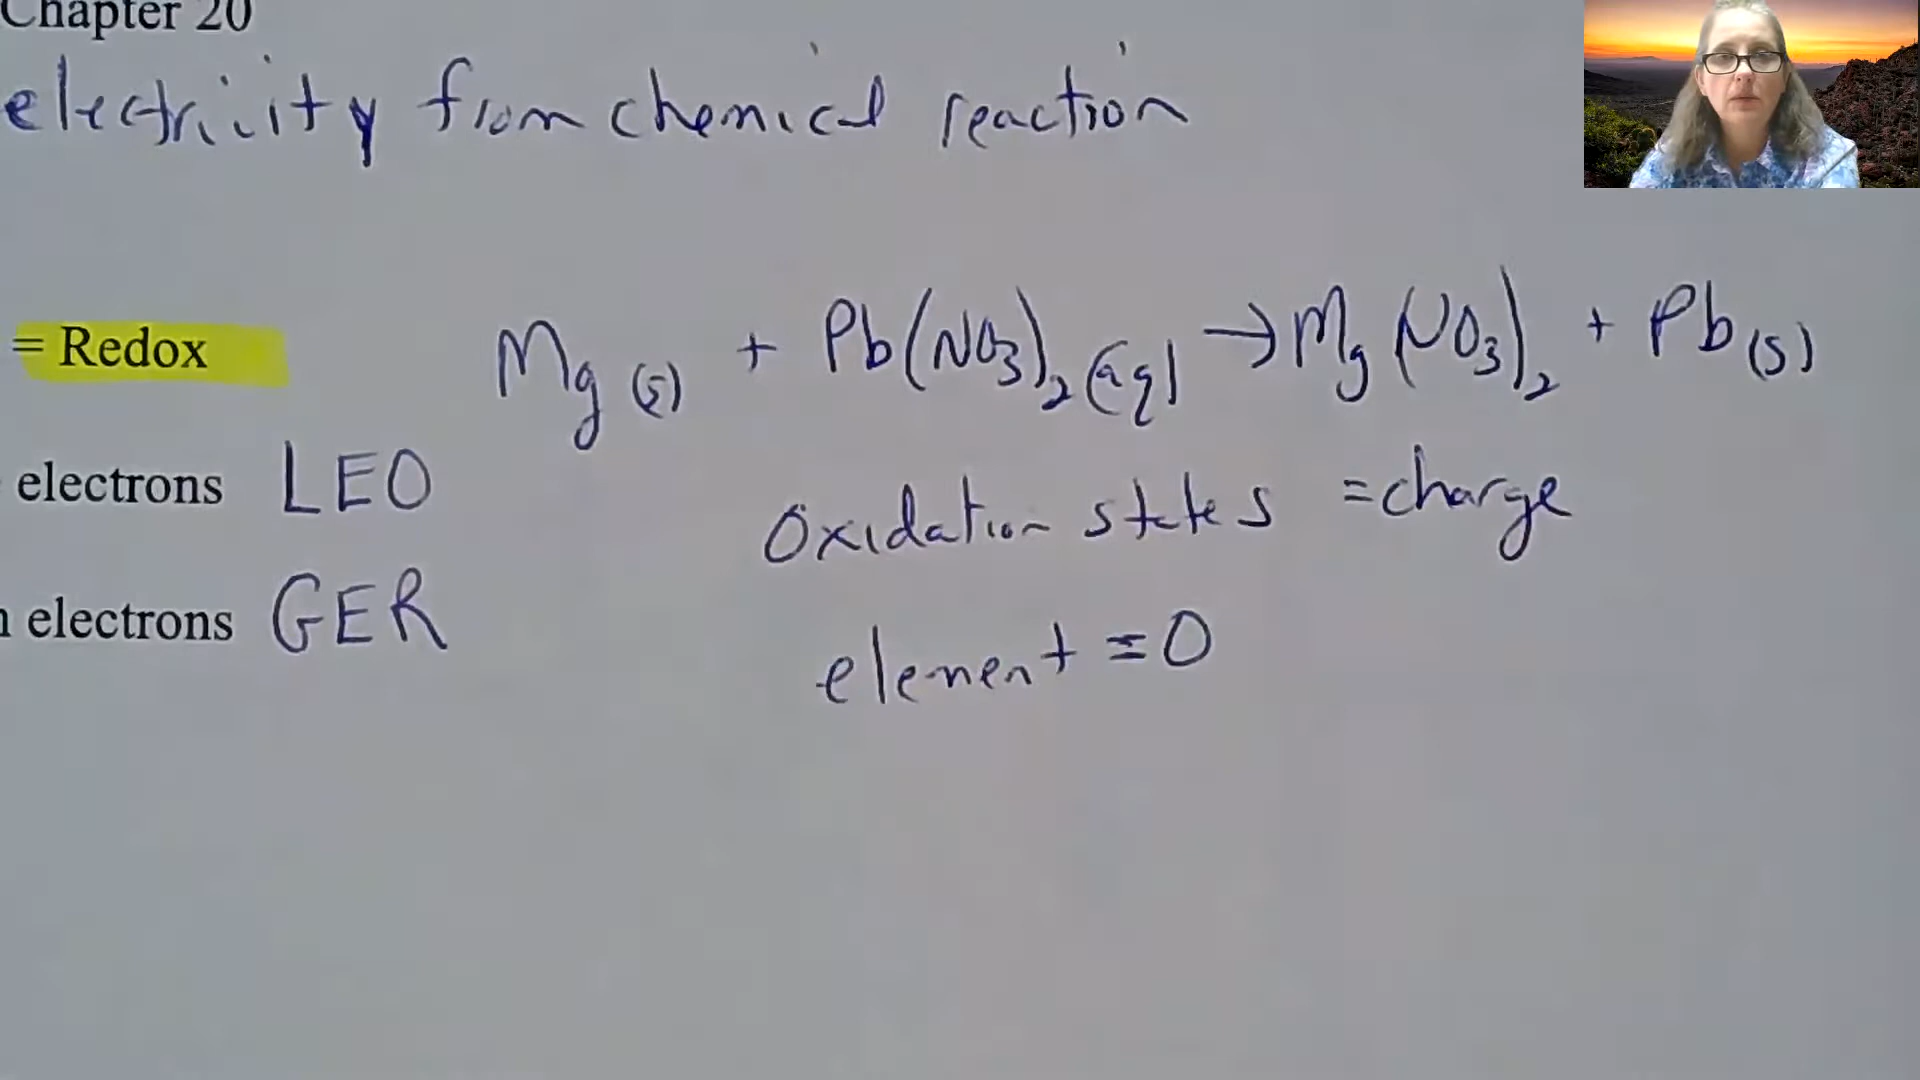 Chapter 20
electricity from chemical reaction
= Redox
Mg (s) + Pb(NO3)2 (aq) → Mg (NO3)2 + Pb (s)
electrons LEO
oxidation states = charge
n electrons GER
element = 0